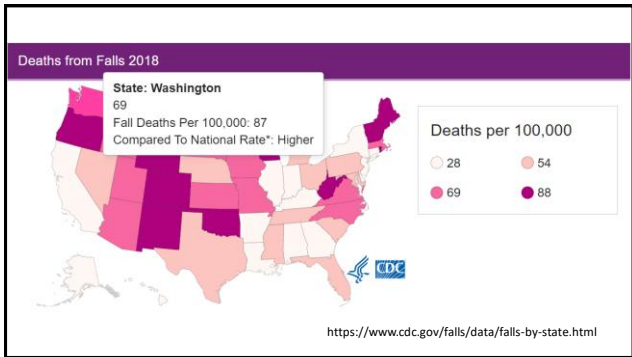 Deaths from Falls 2018
State: Washington
69
Fall Deaths Per 100,000: 87
Compared To National Rate*: Higher
Deaths per 100,000
28
54
69
88
CDC
https://www.cdc.gov/falls/data/falls-by-state.html